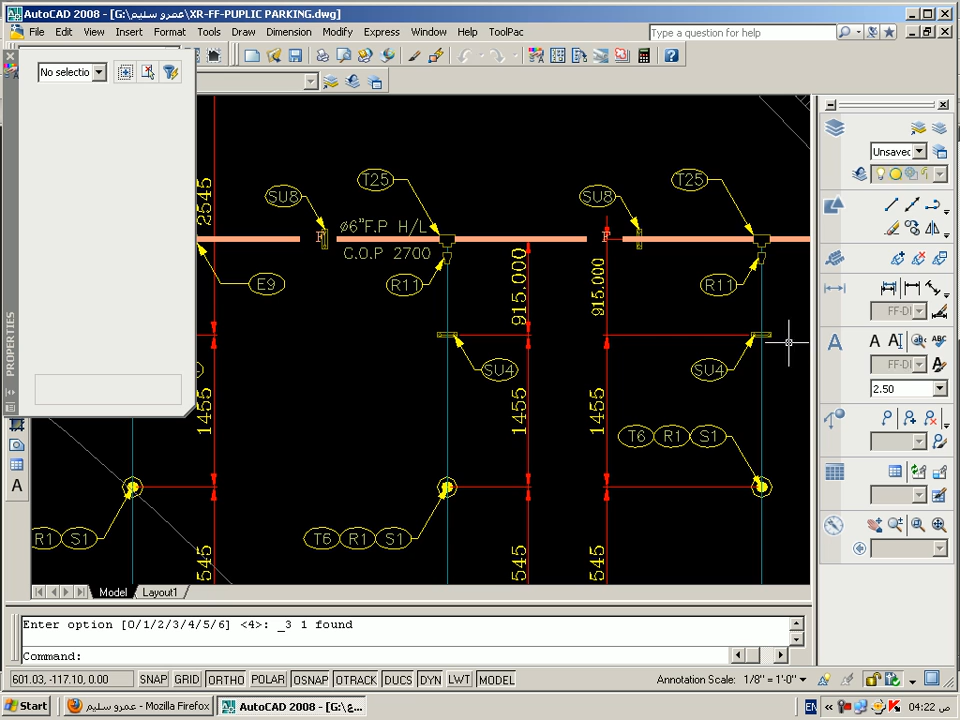 AutoCAD 2008 - [G:\عمرو سليم\XR-FF-PUPLIC PARKING.dwg]
File Edit View Insert Format Tools Draw Dimension Modify Express Window Help ToolPac
Type a question for help
No selectio
PROPERTIES
Unsavec
FF-DI
FF-DI
2.50
2545
SU8
T25
SU8
T25
F
ø6"F.P H/L
C.O.P 2700
F
E9
R11
915.000
915.000
R11
SU4
SU4
1455
1455
1455
T6 R1 S1
R1 S1
T6 R1 S1
545
545
545
Model Layout1
Enter option [0/1/2/3/4/5/6] <4>: _3 1 found
Command:
601.03, -117.10, 0.00 SNAP GRID ORTHO POLAR OSNAP OTRACK DUCS DYN LWT MODEL Annotation Scale: 1/8" = 1'-0"
Start عمرو سليم - Mozilla Firefox AutoCAD 2008 - [G:\ع... EN 04:22 ص